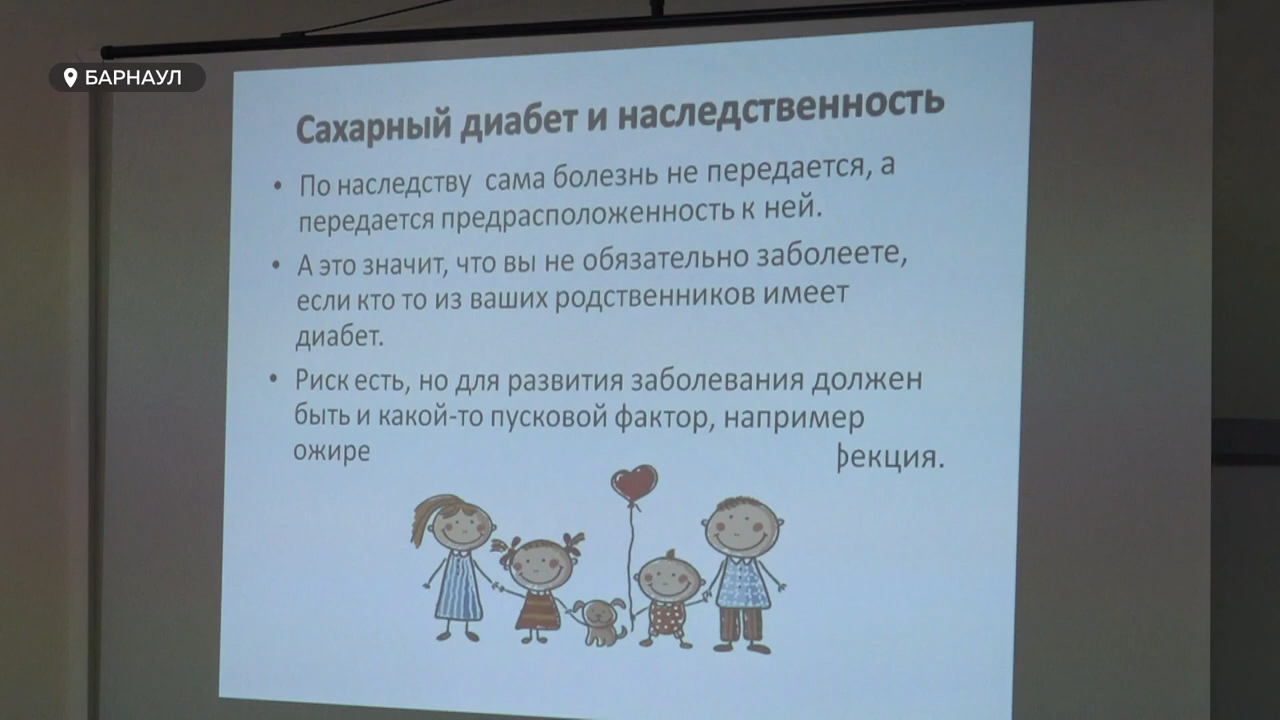 БАРНАУЛ
Сахарный диабет и наследственность
• По наследству сама болезнь не передается, а
передается предрасположенность к ней.
• А это значит, что вы не обязательно заболеете,
если кто то из ваших родственников имеет
диабет.
• Риск есть, но для развития заболевания должен
быть и какой-то пусковой фактор, например